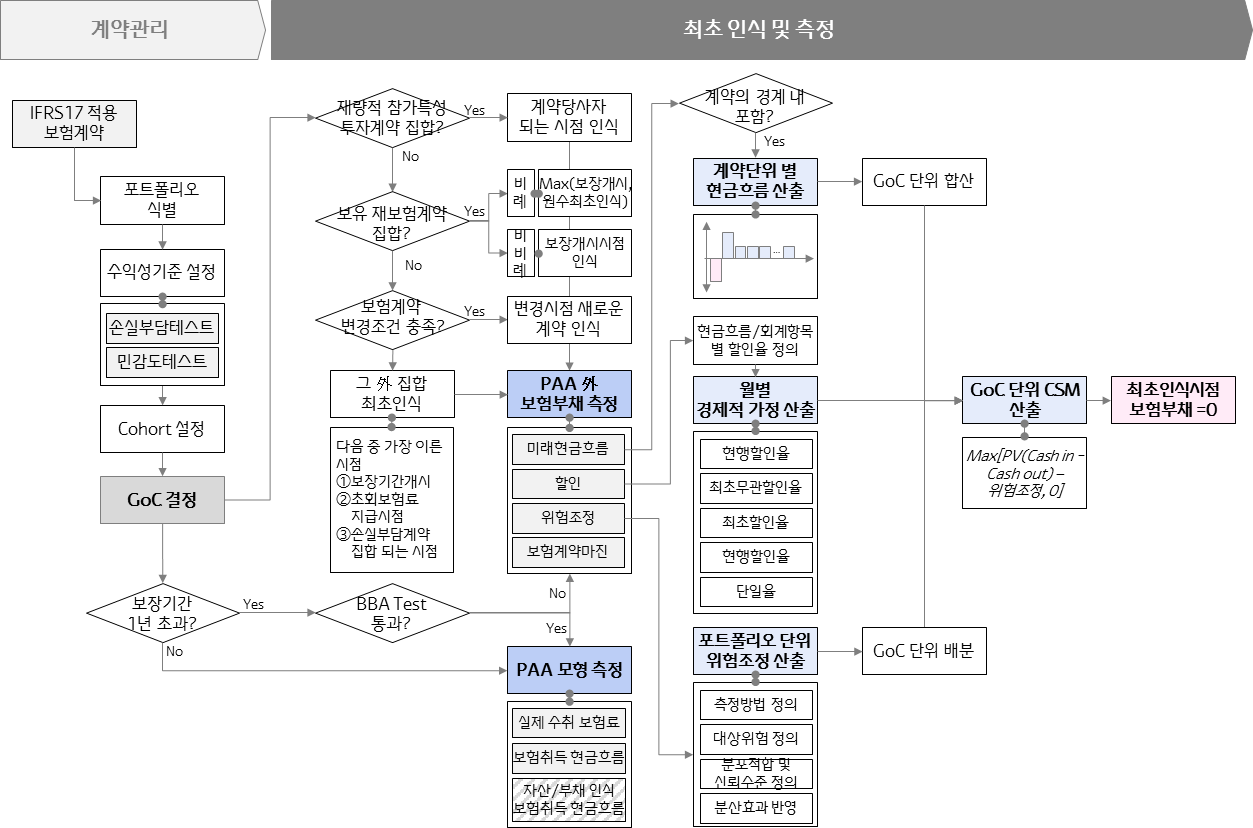 계약관리
최초 인식 및 측정
IFRS17 적용
보험계약
포트폴리오
식별
수익성기준 설정
손실부담테스트
민감도테스트
Cohort 설정
GoC 결정
보장기간
1년 초과?
Yes
No
재량적 참가특성
투자계약 집합?
Yes
No
계약당사자
되는 시점 인식
보유 재보험계약
집합?
Yes
No
비
례
Max(보장개시,
원수최초인식)
비
비
례
보장개시시점
인식
보험계약
변경조건 충족?
Yes
변경시점 새로운
계약 인식
그 外 집합
최초인식
다음 중 가장 이른
시점
①보장기간개시
②초회보험료
지급시점
③손실부담계약
집합 되는 시점
PAA 外
보험부채 측정
미래현금흐름
할인
위험조정
보험계약마진
BBA Test
통과?
No
Yes
PAA 모형 측정
실제 수취 보험료
보험취득 현금흐름
자산/부채 인식
보험취득 현금흐름
계약의 경계 내
포함?
Yes
계약단위 별
현금흐름 산출
GoC 단위 합산
...
현금흐름/회계항목
별 할인율 정의
월별
경제적 가정 산출
현행할인율
최초무관할인율
최초할인율
현행할인율
단일율
포트폴리오 단위
위험조정 산출
GoC 단위 배분
측정방법 정의
대상위험 정의
분포적합 및
신뢰수준 정의
분산효과 반영
GoC 단위 CSM
산출
Max[PV(Cash in –
Cash out) –
위험조정, 0]
최초인식시점
보험부채 =0